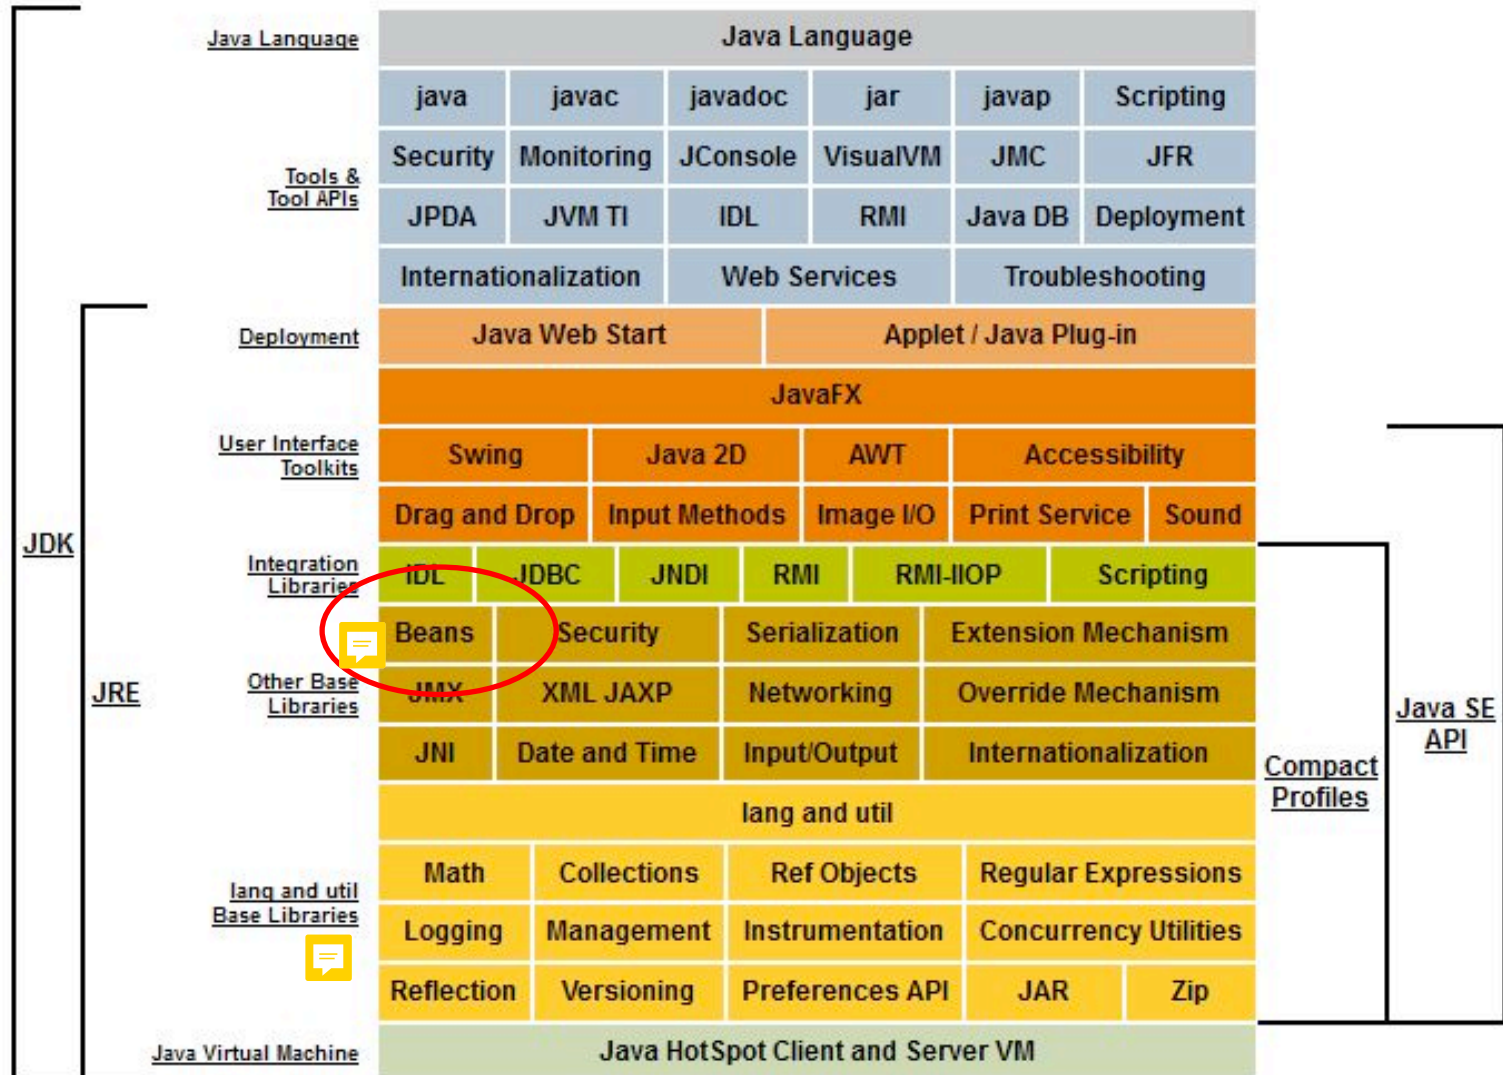 Java Language
Java Language
java javac javadoc jar javap Scripting
Security Monitoring JConsole VisualVM JMC JFR
Tools &
Tool APIs
JPDA JVM TI IDL RMI Java DB Deployment
Internationalization Web Services Troubleshooting
Deployment
Java Web Start Applet / Java Plug-in
JavaFX
User Interface
Toolkits
Swing Java 2D AWT Accessibility
Drag and Drop Input Methods Image I/O Print Service Sound
JDK
Integration
Libraries
IDL JDBC JNDI RMI RMI-IIOP Scripting
Beans Security Serialization Extension Mechanism
JRE
Other Base
Libraries
JMX XML JAXP Networking Override Mechanism
Java SE
API
JNI Date and Time Input/Output Internationalization
Compact
Profiles
lang and util
Math Collections Ref Objects Regular Expressions
lang and util
Base Libraries
Logging Management Instrumentation Concurrency Utilities
Reflection Versioning Preferences API JAR Zip
Java Virtual Machine
Java HotSpot Client and Server VM